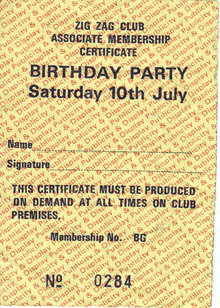 ZIG ZAG CLUB
ASSOCIATE MEMBERSHIP
CERTIFICATE
BIRTHDAY PARTY
Saturday 10th July
Name
Signature
THIS CERTIFICATE MUST BE PRODUCED
ON DEMAND AT ALL TIMES ON CLUB
PREMISES.
Membership No. BG
No 0284